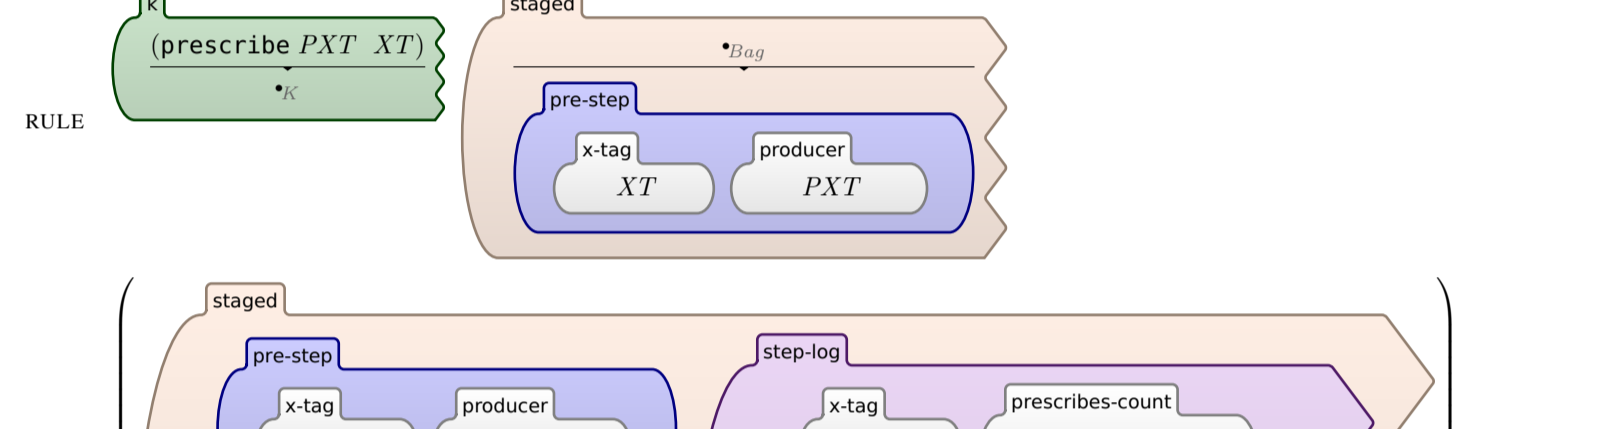 k
staged
(prescribe PXT XT)
•K
•Bag
pre-step
RULE
x-tag
producer
XT
PXT
staged
pre-step
step-log
x-tag
producer
x-tag
prescribes-count